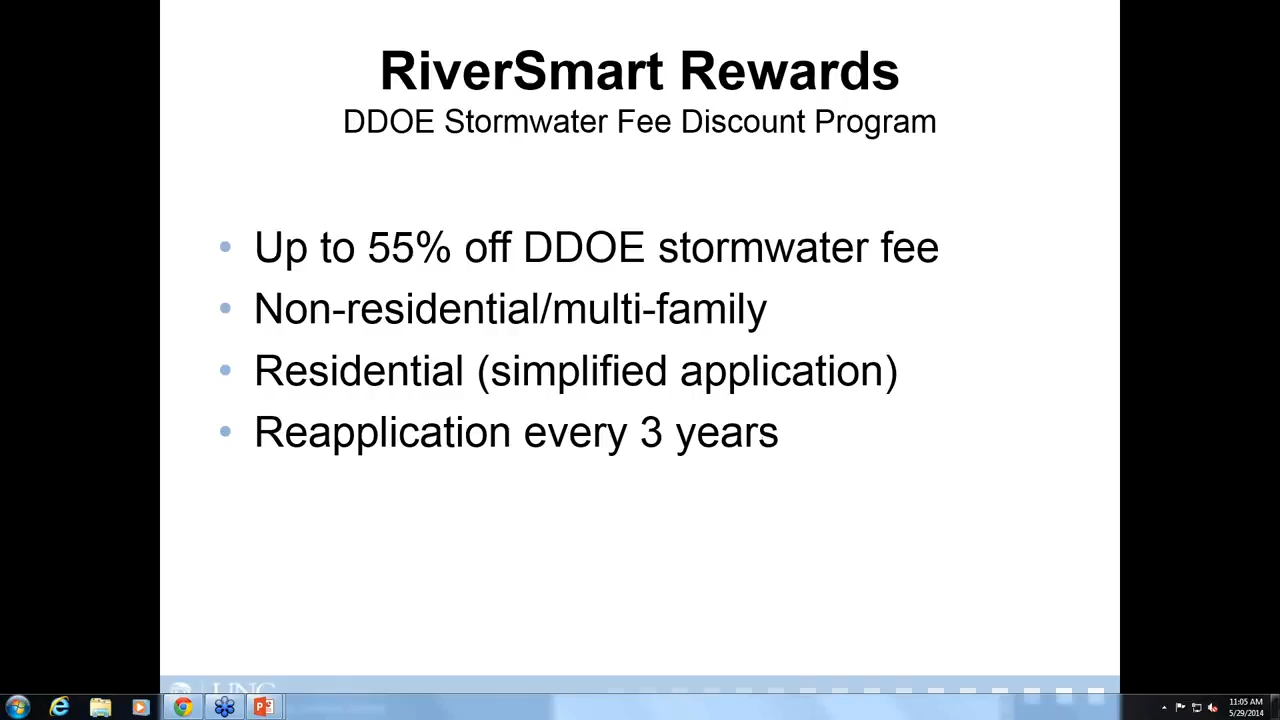 RiverSmart Rewards
DDOE Stormwater Fee Discount Program
• Up to 55% off DDOE stormwater fee
• Non-residential/multi-family
• Residential (simplified application)
• Reapplication every 3 years
UNC
11:05 AM
5/29/2014